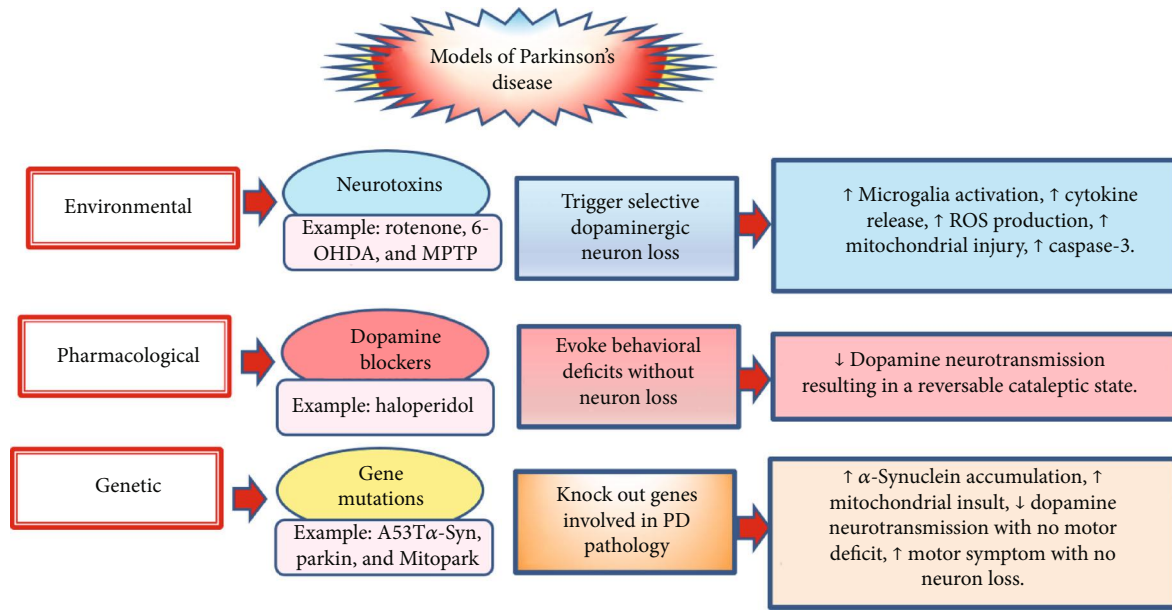 Models of Parkinson's
disease
Environmental
Neurotoxins
Example: rotenone, 6-
OHDA, and MPTP
Trigger selective
dopaminergic
neuron loss
↑ Microgalia activation, ↑ cytokine
release, ↑ ROS production, ↑
mitochondrial injury, ↑ caspase-3.
Pharmacological
Dopamine
blockers
Example: haloperidol
Evoke behavioral
deficits without
neuron loss
↓ Dopamine neurotransmission
resulting in a reversable cataleptic state.
Genetic
Gene
mutations
Example: A53Tα-Syn,
parkin, and Mitopark
Knock out genes
involved in PD
pathology
↑ α-Synuclein accumulation, ↑
mitochondrial insult, ↓ dopamine
neurotransmission with no motor
deficit, ↑ motor symptom with no
neuron loss.